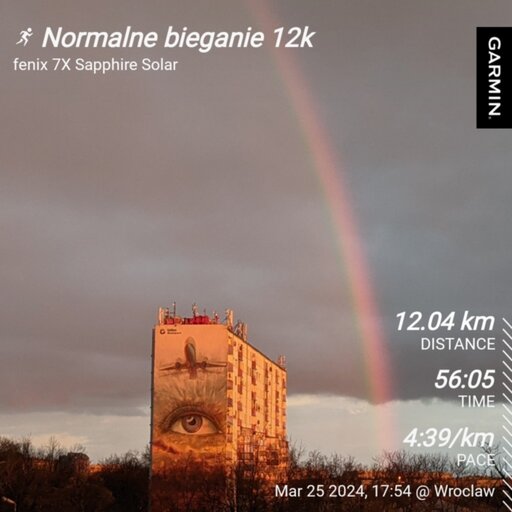 Normalne bieganie 12k
fenix 7X Sapphire Solar
GARMIN
12.04 km
DISTANCE
56:05
TIME
4:39/km
PACE
Mar 25 2024, 17:54 @ Wroclaw